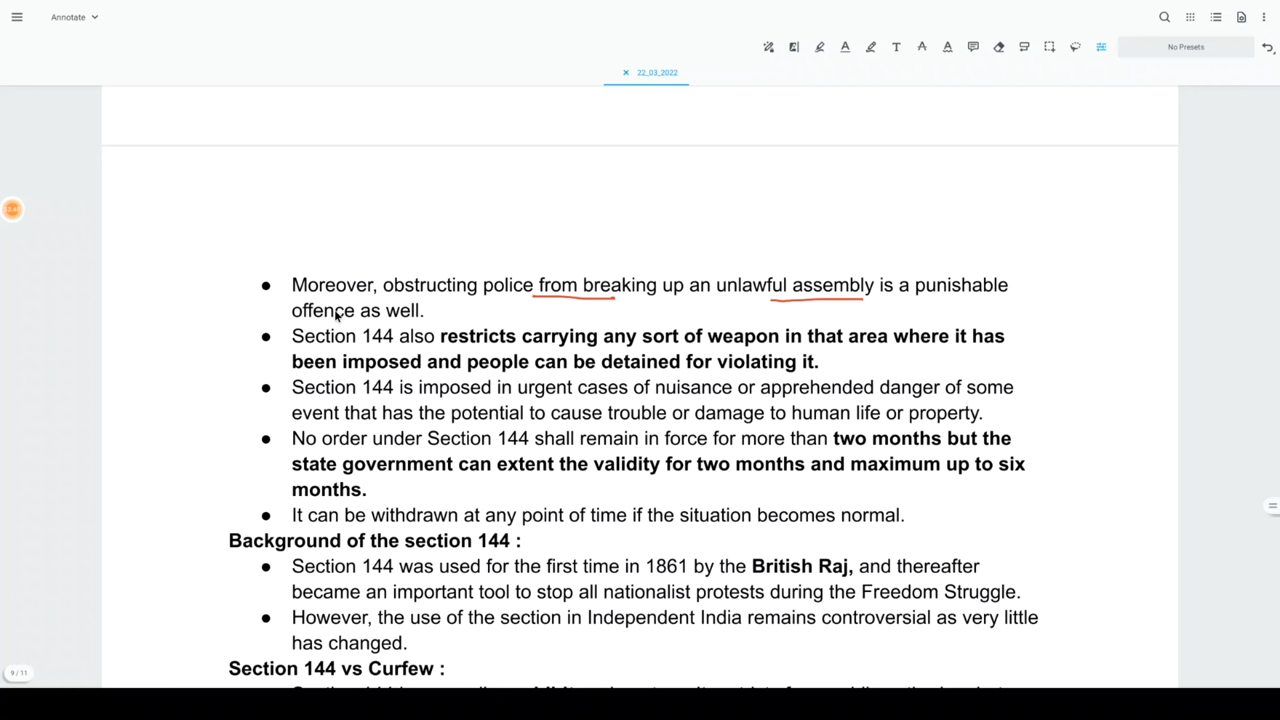 Annotate
No Presets
× 22_03_2022
● Moreover, obstructing police from breaking up an unlawful assembly is a punishable
offence as well.
● Section 144 also restricts carrying any sort of weapon in that area where it has
been imposed and people can be detained for violating it.
● Section 144 is imposed in urgent cases of nuisance or apprehended danger of some
event that has the potential to cause trouble or damage to human life or property.
● No order under Section 144 shall remain in force for more than two months but the
state government can extent the validity for two months and maximum up to six
months.
● It can be withdrawn at any point of time if the situation becomes normal.
Background of the section 144 :
● Section 144 was used for the first time in 1861 by the British Raj, and thereafter
became an important tool to stop all nationalist protests during the Freedom Struggle.
● However, the use of the section in Independent India remains controversial as very little
has changed.
Section 144 vs Curfew :
9 / 11